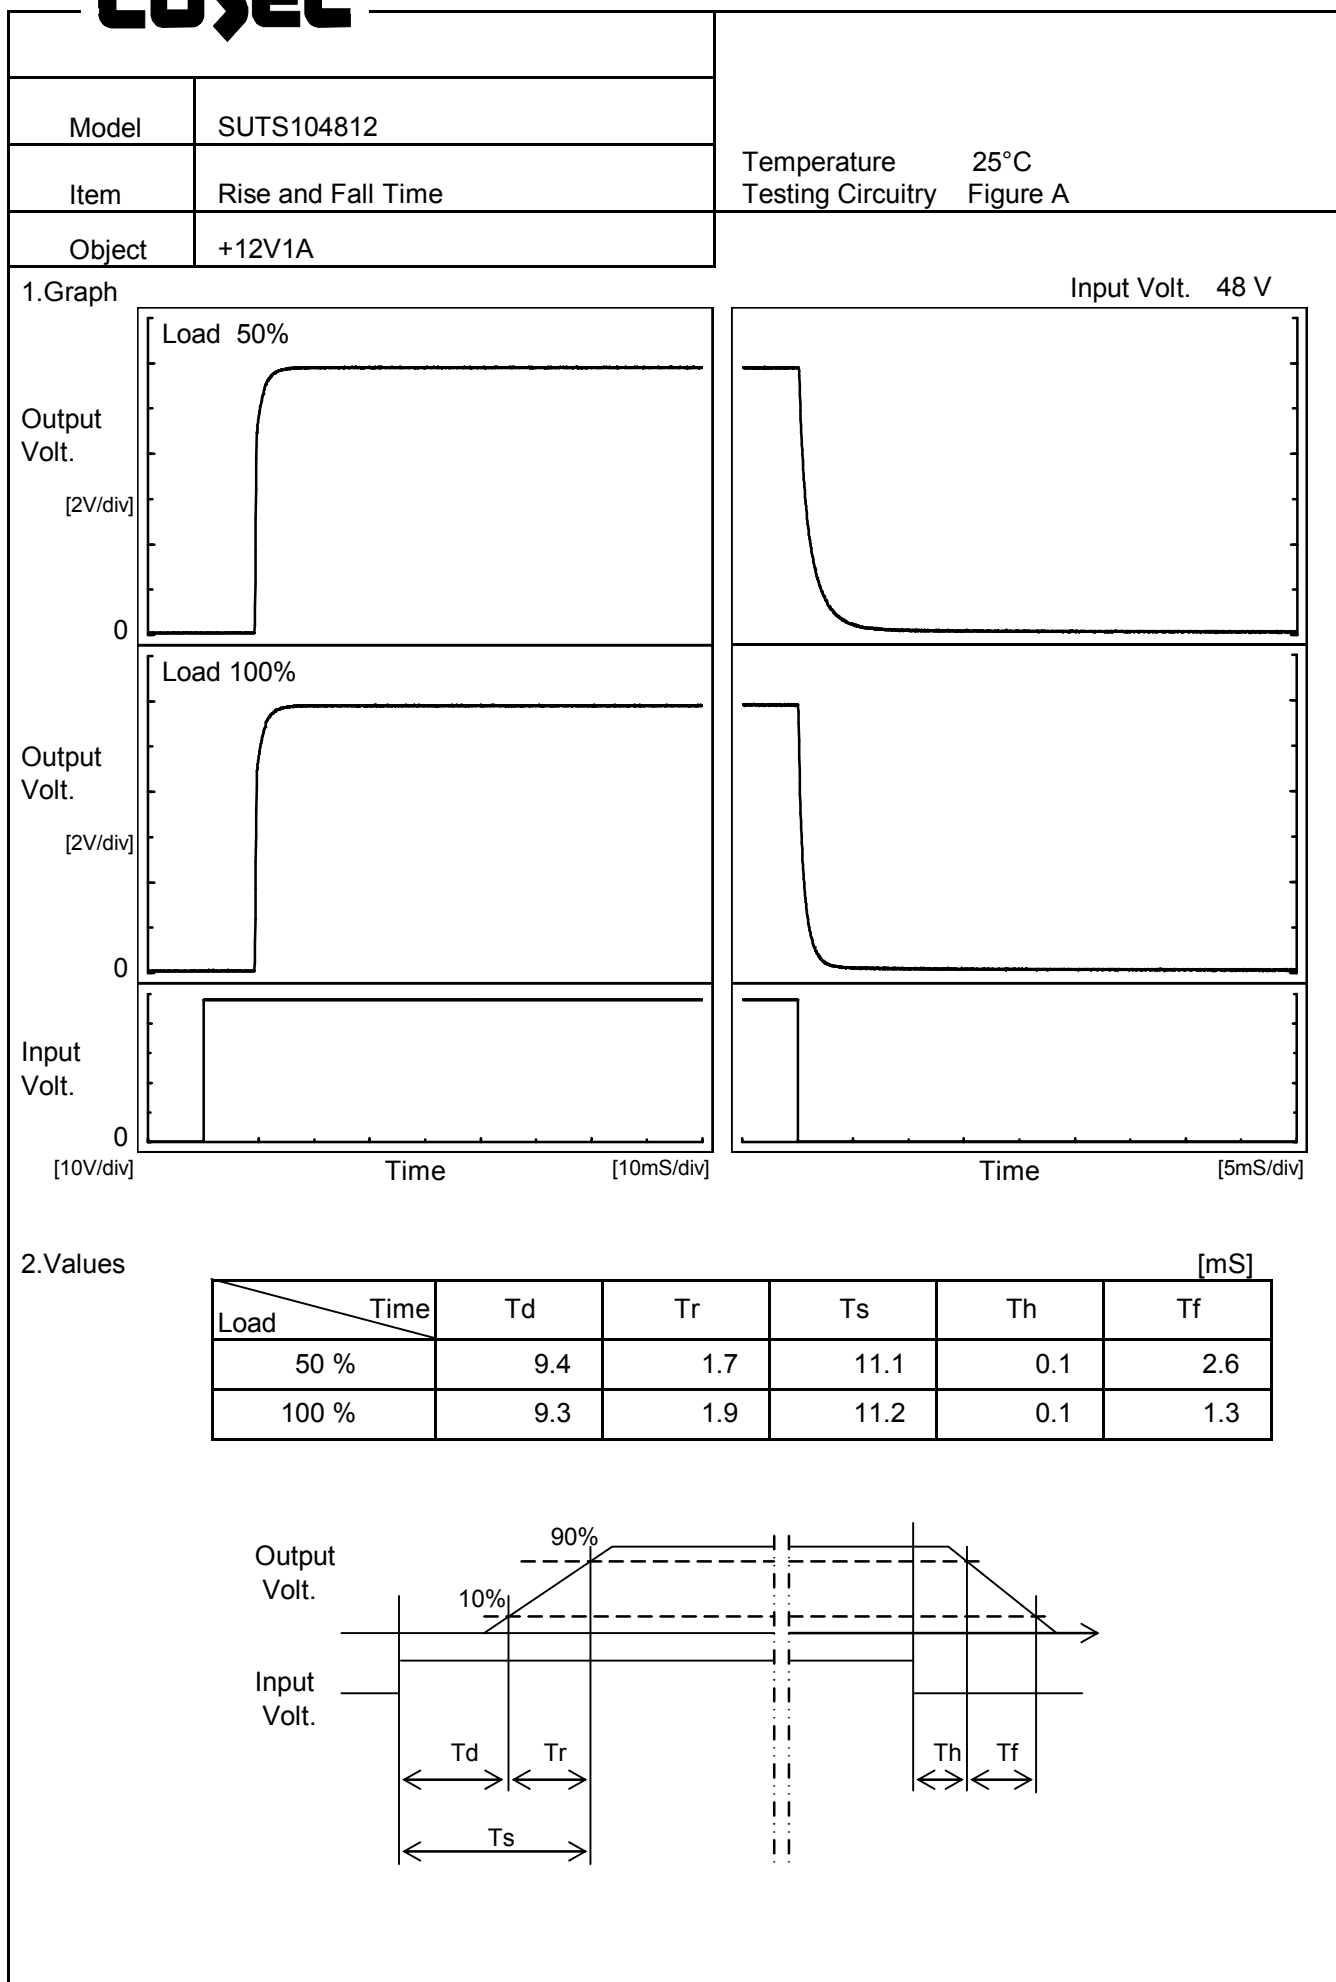 COSEL
Model SUTS104812
Item Rise and Fall Time
Temperature 25°C
Testing Circuitry Figure A
Object +12V1A
1.Graph
Input Volt. 48 V
Load 50%
Output
Volt.
[2V/div]
0
Load 100%
Output
Volt.
[2V/div]
0
Input
Volt.
0
[10V/div] Time [10mS/div] Time [5mS/div]
2.Values [mS]
Load Time Td Tr Ts Th Tf
50 % 9.4 1.7 11.1 0.1 2.6
100 % 9.3 1.9 11.2 0.1 1.3
90%
Output
Volt.
10%
Input
Volt.
Td Tr Th Tf
Ts